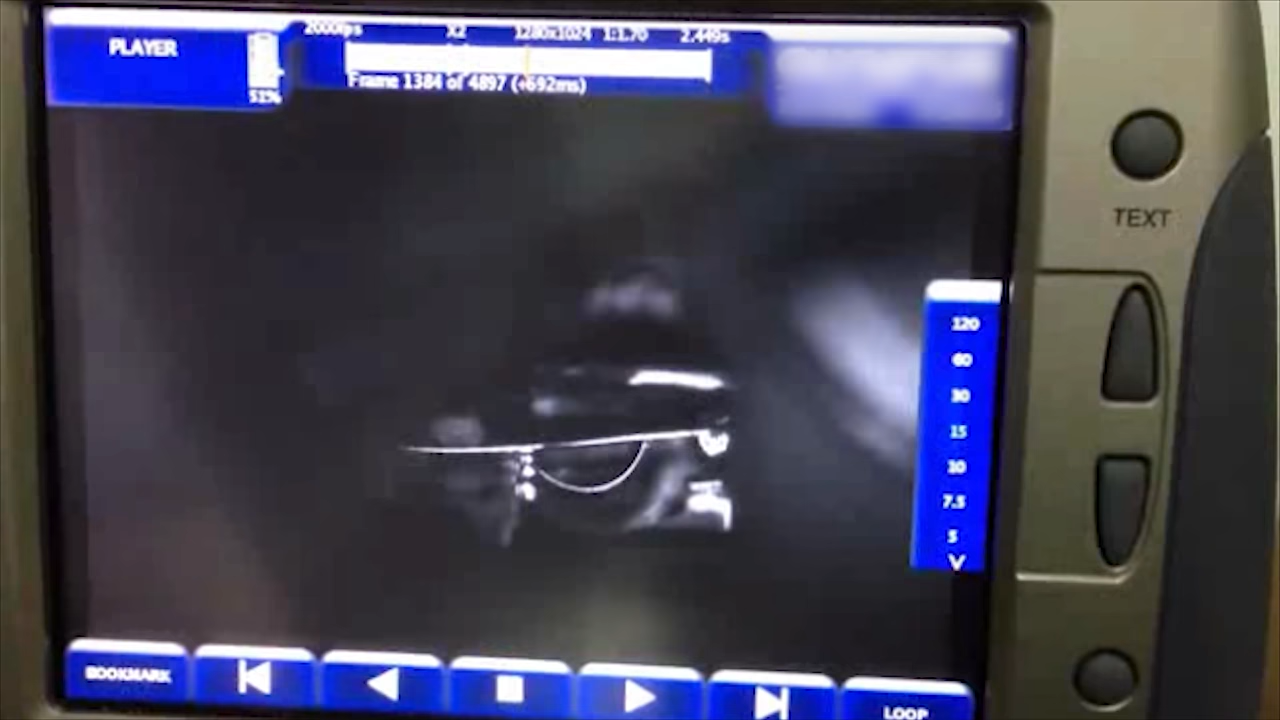 2000fps X2 1280x1024 1:1.70 2.449s
PLAYER
51%
Frame 1384 of 4897 (+692ms)
TEXT
120
60
30
15
10
7.5
5
BOOKMARK
LOOP